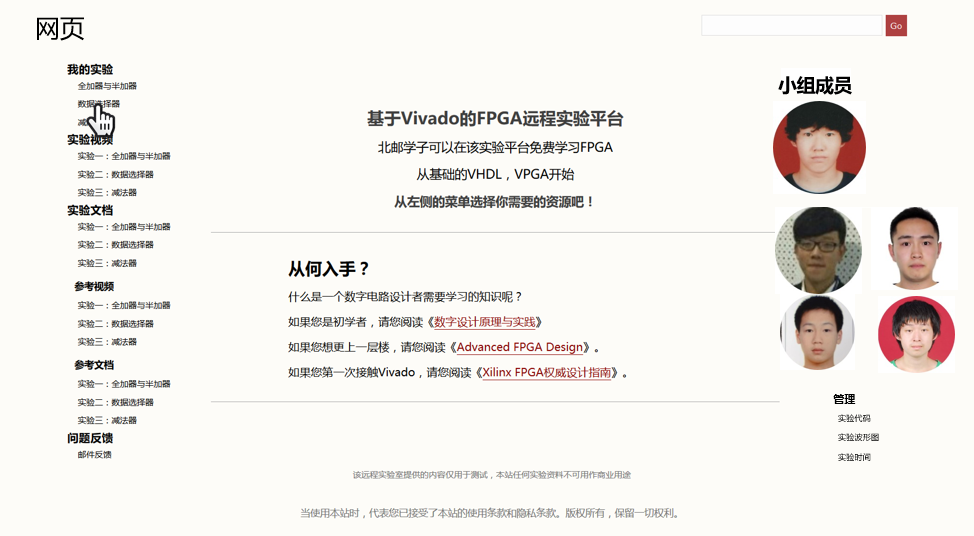 网页
Go
我的实验
全加器与半加器
数据选择器
减
实验视频
实验一：全加器与半加器
实验二：数据选择器
实验三：减法器
实验文档
实验一：全加器与半加器
实验二：数据选择器
实验三：减法器
参考视频
实验一：全加器与半加器
实验二：数据选择器
实验三：减法器
参考文档
实验一：全加器与半加器
实验二：数据选择器
实验三：减法器
问题反馈
邮件反馈
基于Vivado的FPGA远程实验平台
北邮学子可以在该实验平台免费学习FPGA
从基础的VHDL，VPGA开始
从左侧的菜单选择你需要的资源吧！
从何入手？
什么是一个数字电路设计者需要学习的知识呢？
如果您是初学者，请您阅读《数字设计原理与实践》
如果您想更上一层楼，请您阅读《Advanced FPGA Design》。
如果您第一次接触Vivado，请您阅读《Xilinx FPGA权威设计指南》。
该远程实验室提供的内容仅用于测试，本站任何实验资料不可用作商业用途
当使用本站时，代表您已接受了本站的使用条款和隐私条款。版权所有，保留一切权利。
小组成员
管理
实验代码
实验波形图
实验时间